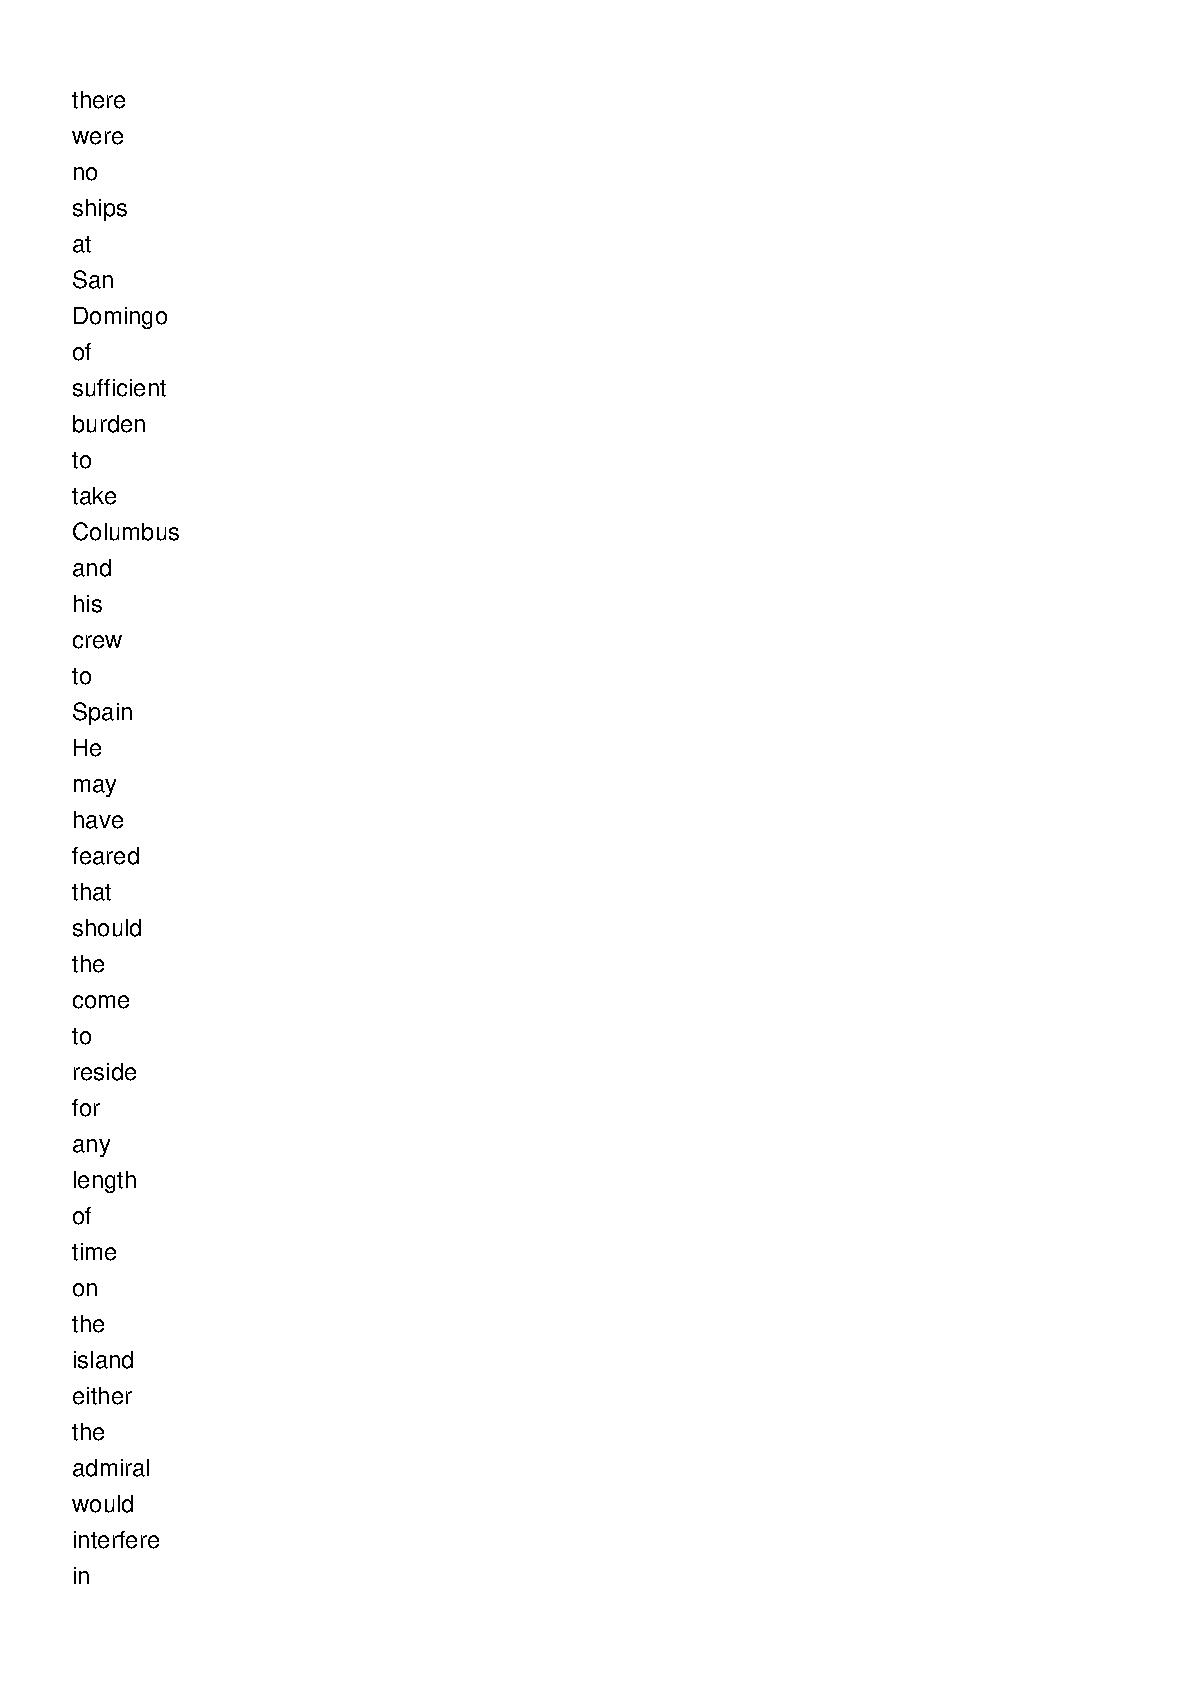 there
were
no
ships
at
San
Domingo
of
sufficient
burden
to
take
Columbus
and
his
crew
to
Spain
He
may
have
feared
that
should
the
come
to
reside
for
any
length
of
time
on
the
island
either
the
admiral
would
interfere
in